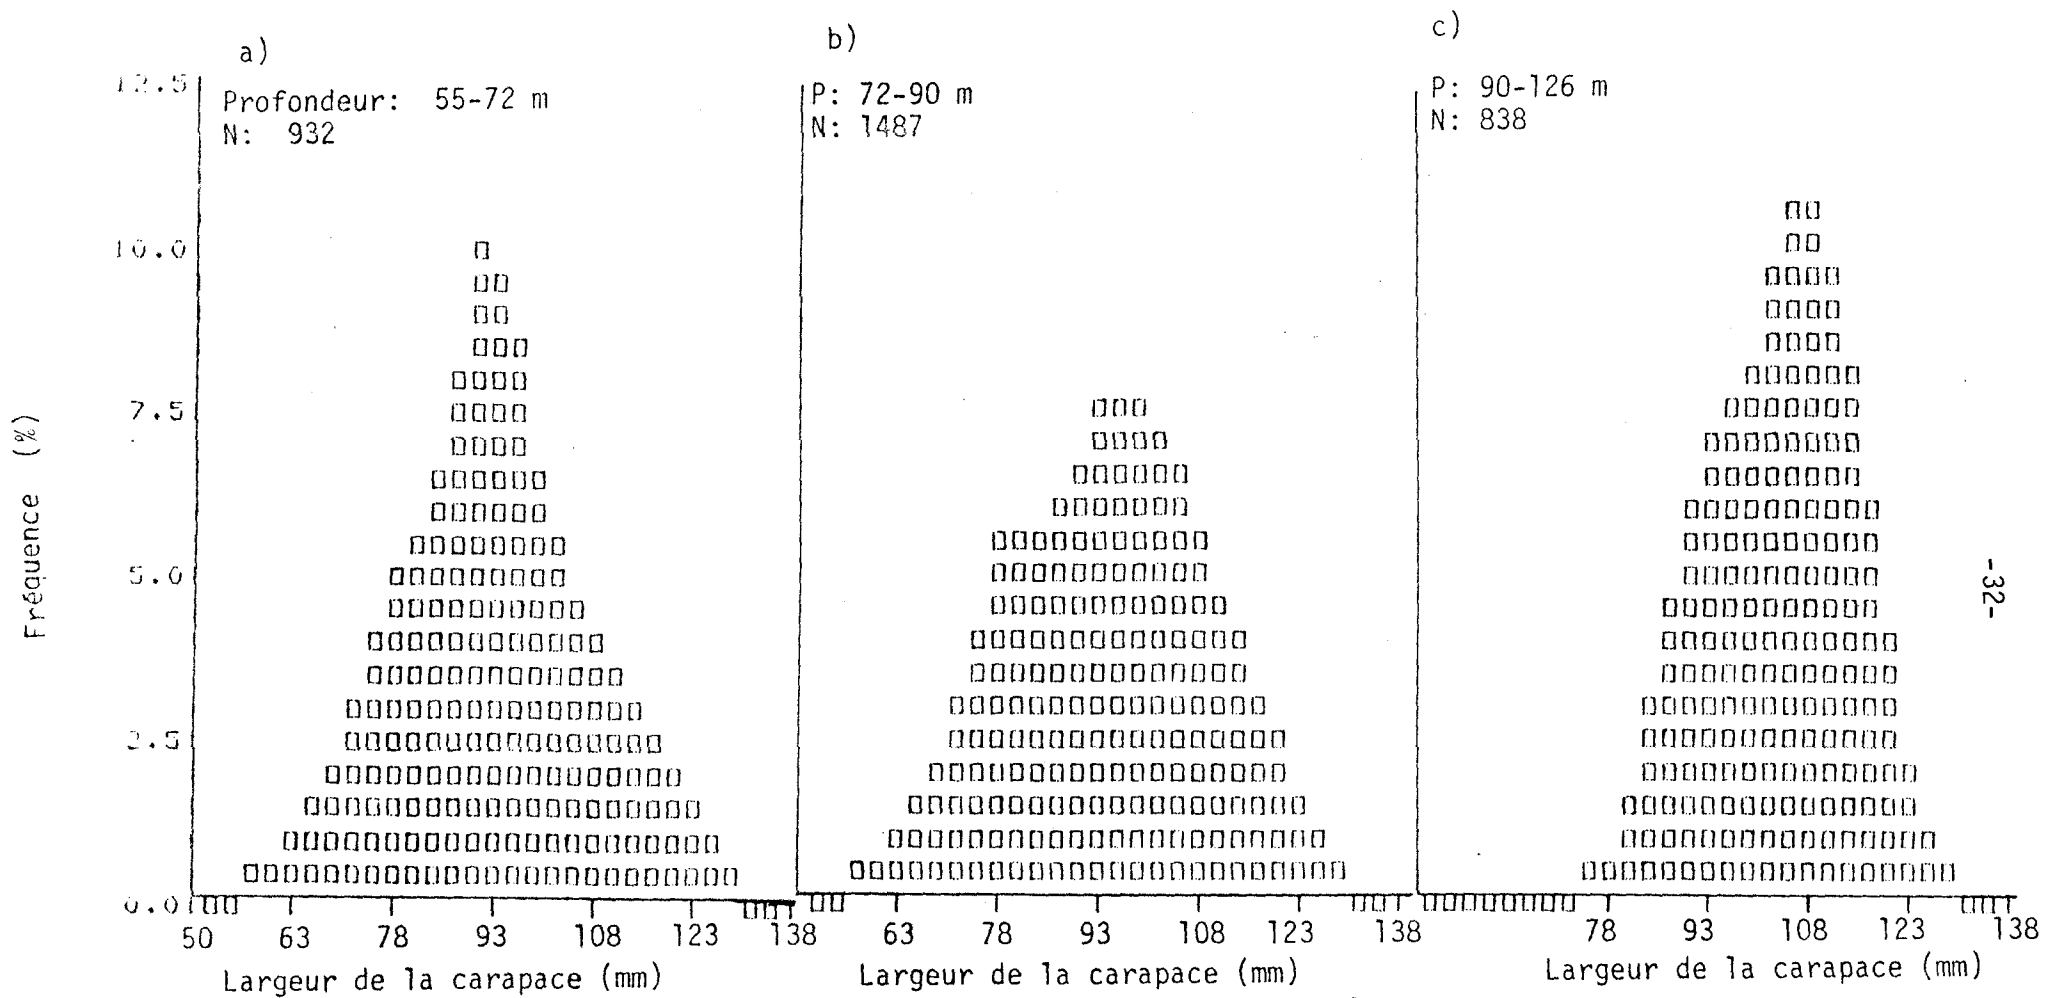 a)
Profondeur: 55-72 m
N: 932
b)
P: 72-90 m
N: 1487
c)
P: 90-126 m
N: 838
Fréquence (%)
12.5
10.0
7.5
5.0
2.5
0.0
50 63 78 93 108 123 138
63 78 93 108 123 138
78 93 108 123 138
Largeur de la carapace (mm)
Largeur de la carapace (mm)
Largeur de la carapace (mm)
-32-